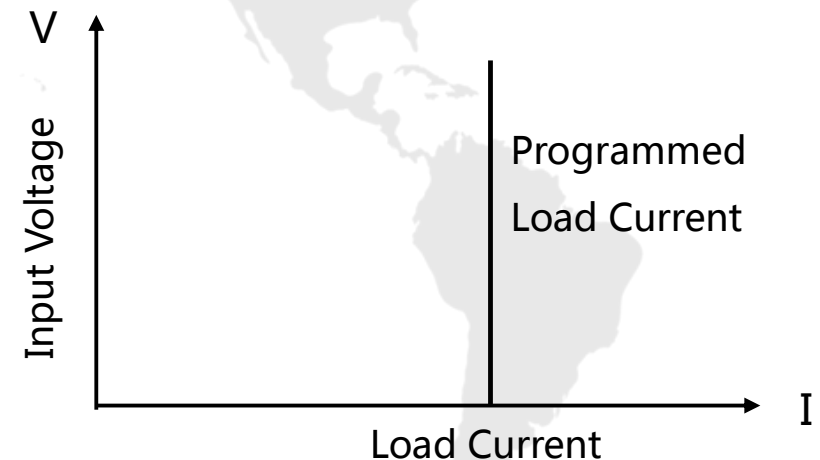 V
Input Voltage
Programmed
Load Current
I
Load Current